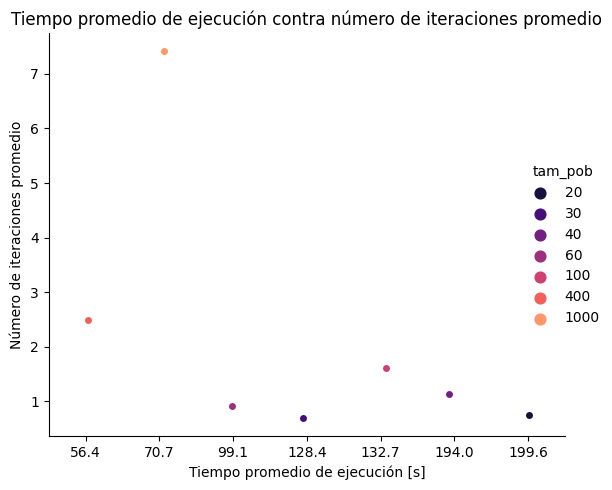 Tiempo promedio de ejecución contra número de iteraciones promedio
Número de iteraciones promedio
7
6
5
4
3
2
1
56.4 70.7 99.1 128.4 132.7 194.0 199.6
Tiempo promedio de ejecución [s]
tam_pob
20
30
40
60
100
400
1000